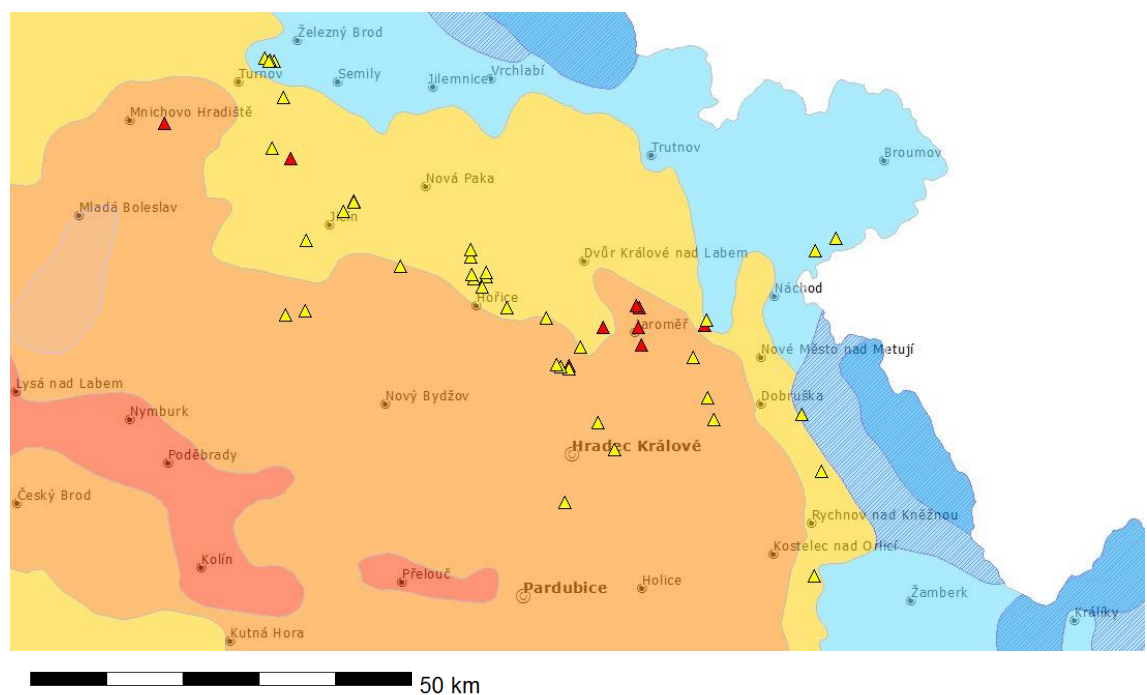 Železný Brod
Turnov
Semily
Jilemnice
Vrchlabí
Mnichovo Hradiště
Trutnov
Broumov
Nová Paka
Mladá Boleslav
Jičín
Dvůr Králové nad Labem
Náchod
Hořice
Jaroměř
Nové Město nad Metují
Lysá nad Labem
Nový Bydžov
Dobruška
Nymburk
Hradec Králové
Poděbrady
Český Brod
Rychnov nad Kněžnou
Kostelec nad Orlicí
Kolín
Přelouč
Pardubice
Holice
Žamberk
Králíky
Kutná Hora
50 km